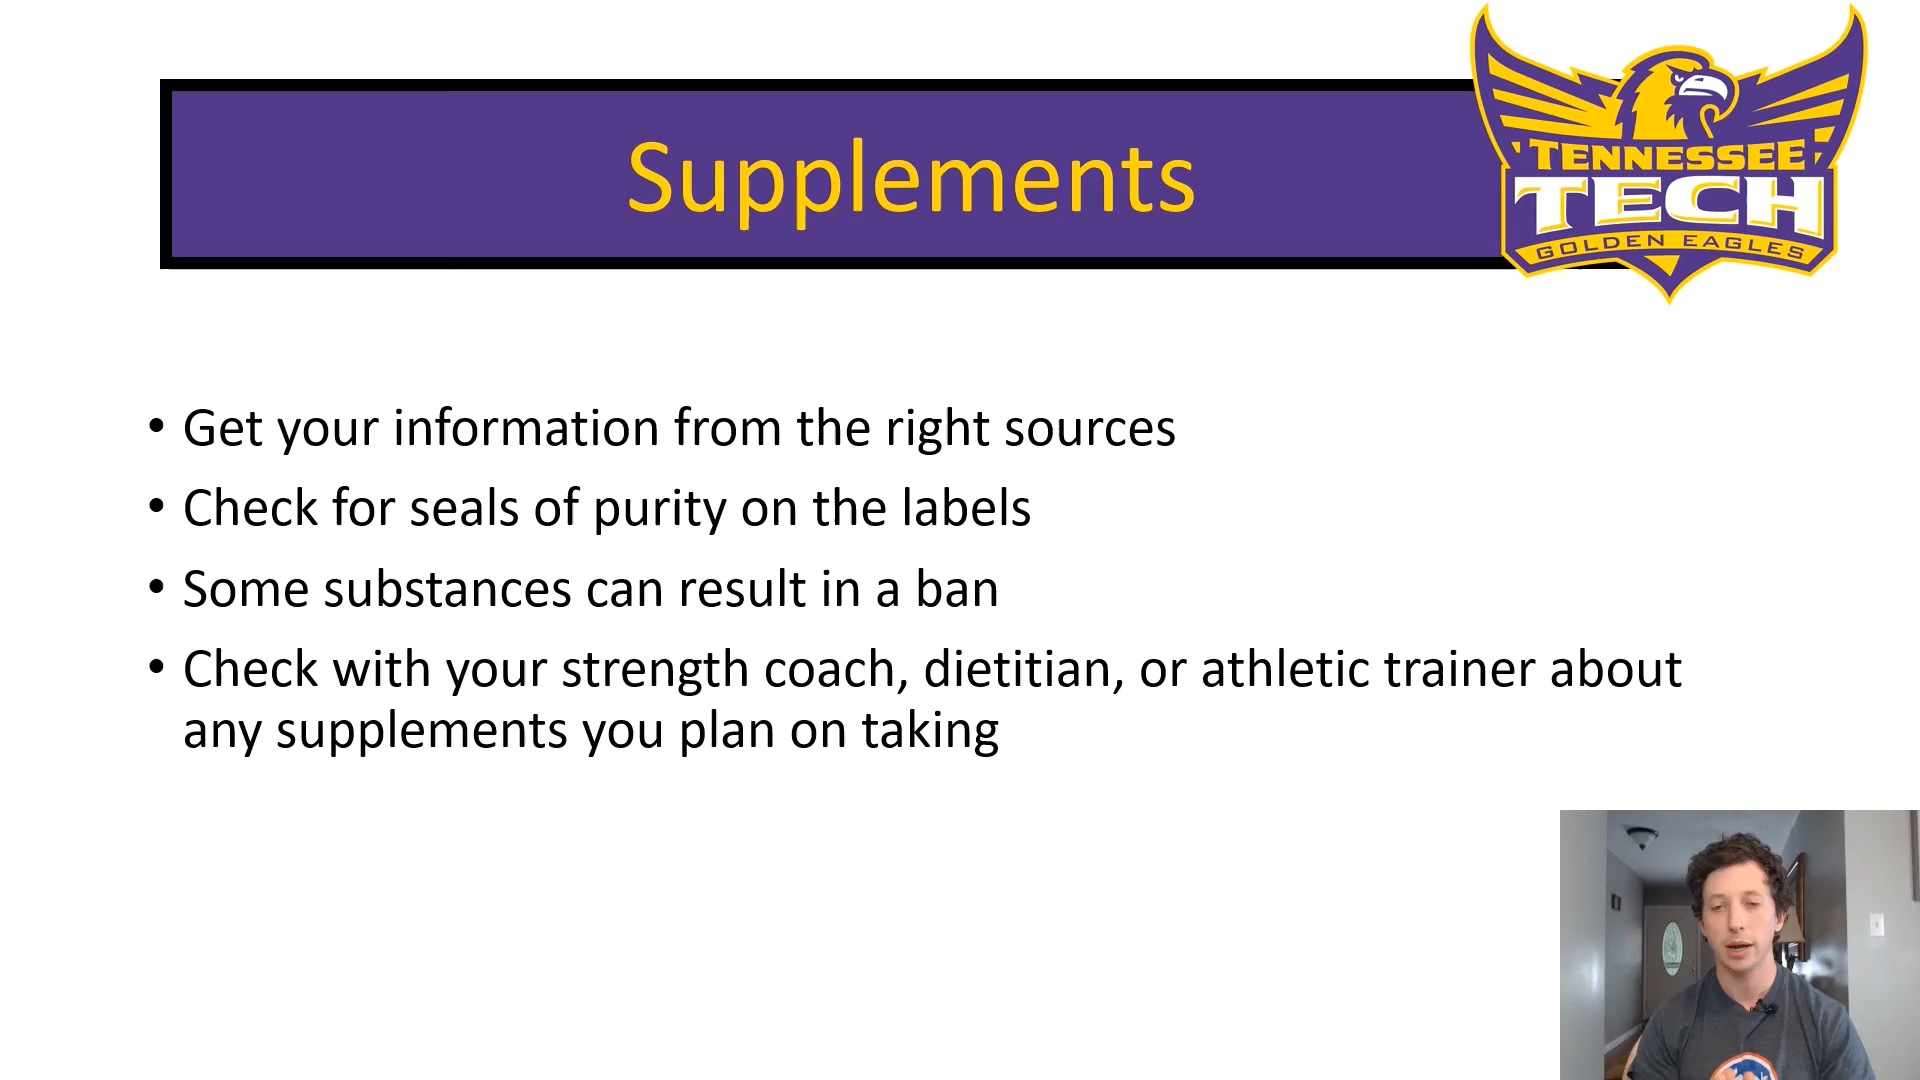 Supplements
TENNESSEE
TECH
GOLDEN EAGLES
• Get your information from the right sources
• Check for seals of purity on the labels
• Some substances can result in a ban
• Check with your strength coach, dietitian, or athletic trainer about
any supplements you plan on taking